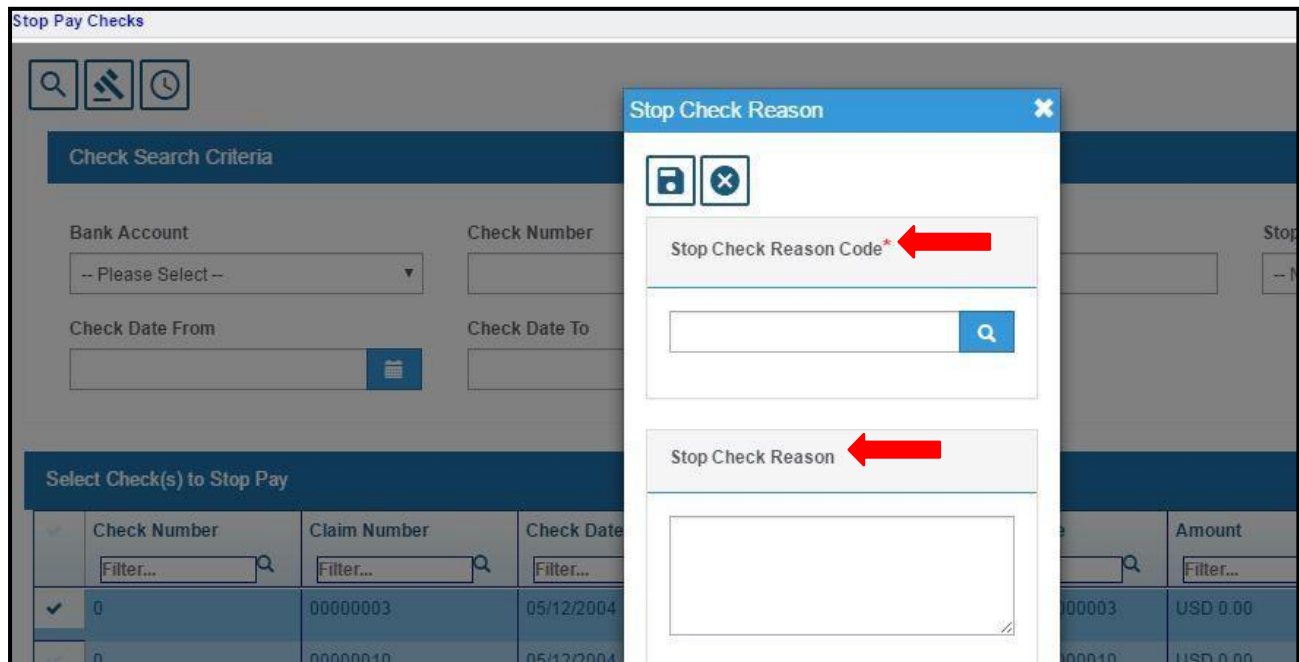 Stop Pay Checks
Stop Check Reason
Check Search Criteria
Bank Account
Check Number
Stop Check Reason Code*
Stop
-- Please Select --
Check Date From
Check Date To
Stop Check Reason
Select Check(s) to Stop Pay
Check Number Claim Number Check Date Amount
Filter... Filter... Filter... Filter...
0 00000003 05/12/2004 000003 USD 0.00
0 00000010 05/12/2004 000010 USD 0.00